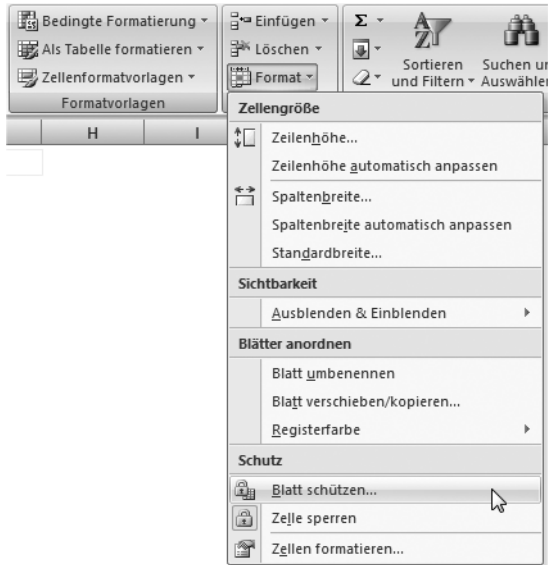 Bedingte Formatierung
Als Tabelle formatieren
Zellenformatvorlagen
Formatvorlagen
Einfügen
Löschen
Format
Σ
A
Z
Sortieren
und Filtern
Suchen
Auswählen
H I
Zellengröße
Zeilenhöhe...
Zeilenhöhe automatisch anpassen
Spaltenbreite...
Spaltenbreite automatisch anpassen
Standardbreite...
Sichtbarkeit
Ausblenden & Einblenden
Blätter anordnen
Blatt umbenennen
Blatt verschieben/kopieren...
Registerfarbe
Schutz
Blatt schützen...
Zelle sperren
Zellen formatieren...